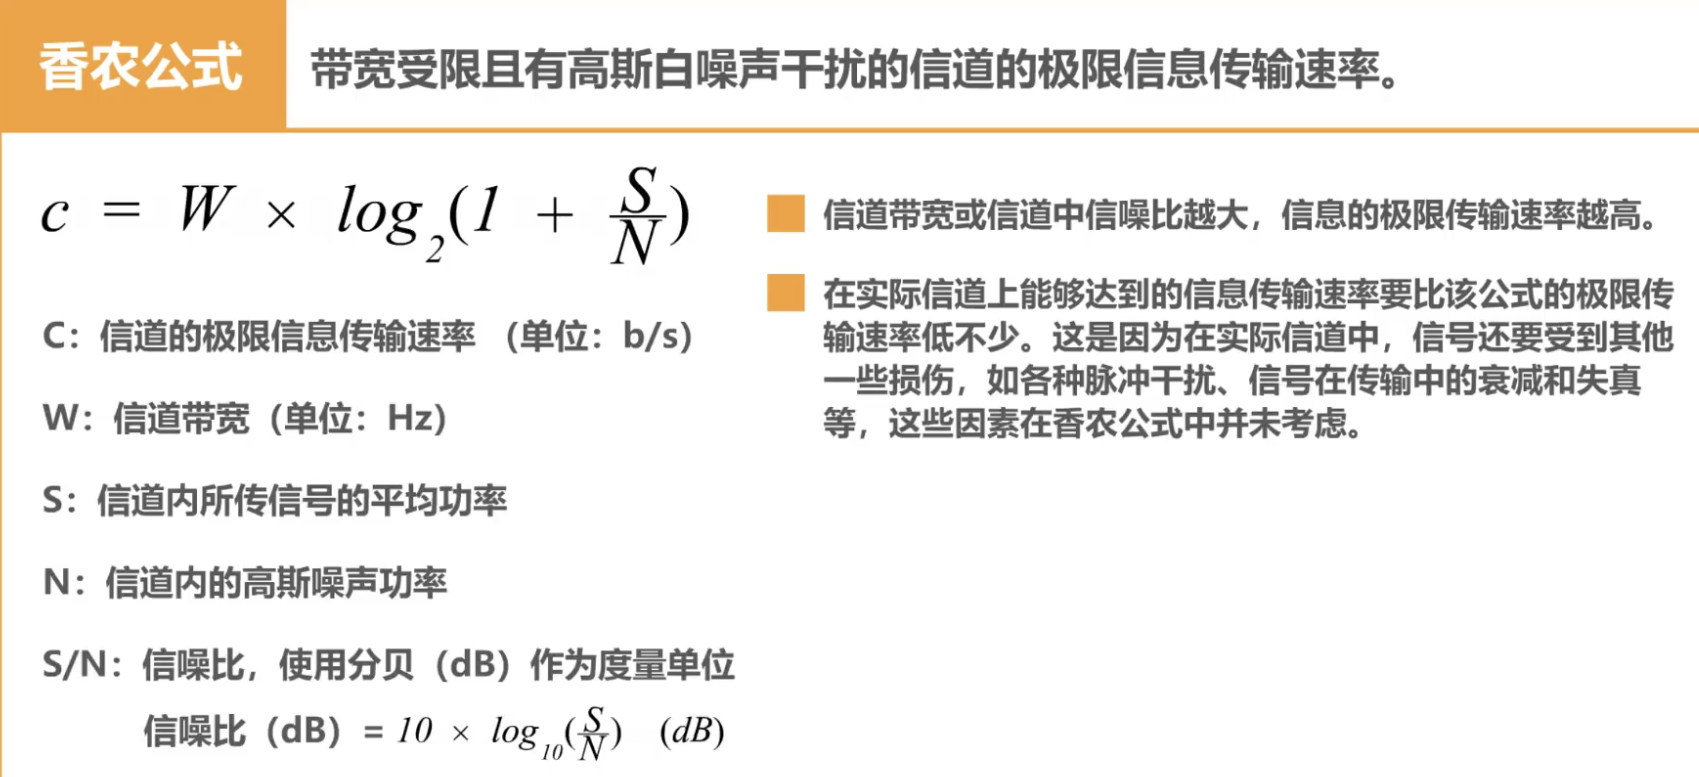 香农公式
带宽受限且有高斯白噪声干扰的信道的极限信息传输速率。
c = W × log₂(1 + S/N)
C：信道的极限信息传输速率 （单位：b/s）
W：信道带宽（单位：Hz）
S：信道内所传信号的平均功率
N：信道内的高斯噪声功率
S/N：信噪比，使用分贝（dB）作为度量单位
信噪比（dB）= 10 × log₁₀(S/N) (dB)
信道带宽或信道中信噪比越大，信息的极限传输速率越高。
在实际信道上能够达到的信息传输速率要比该公式的极限传
输速率低不少。这是因为在实际信道中，信号还要受到其他
一些损伤，如各种脉冲干扰、信号在传输中的衰减和失真
等，这些因素在香农公式中并未考虑。